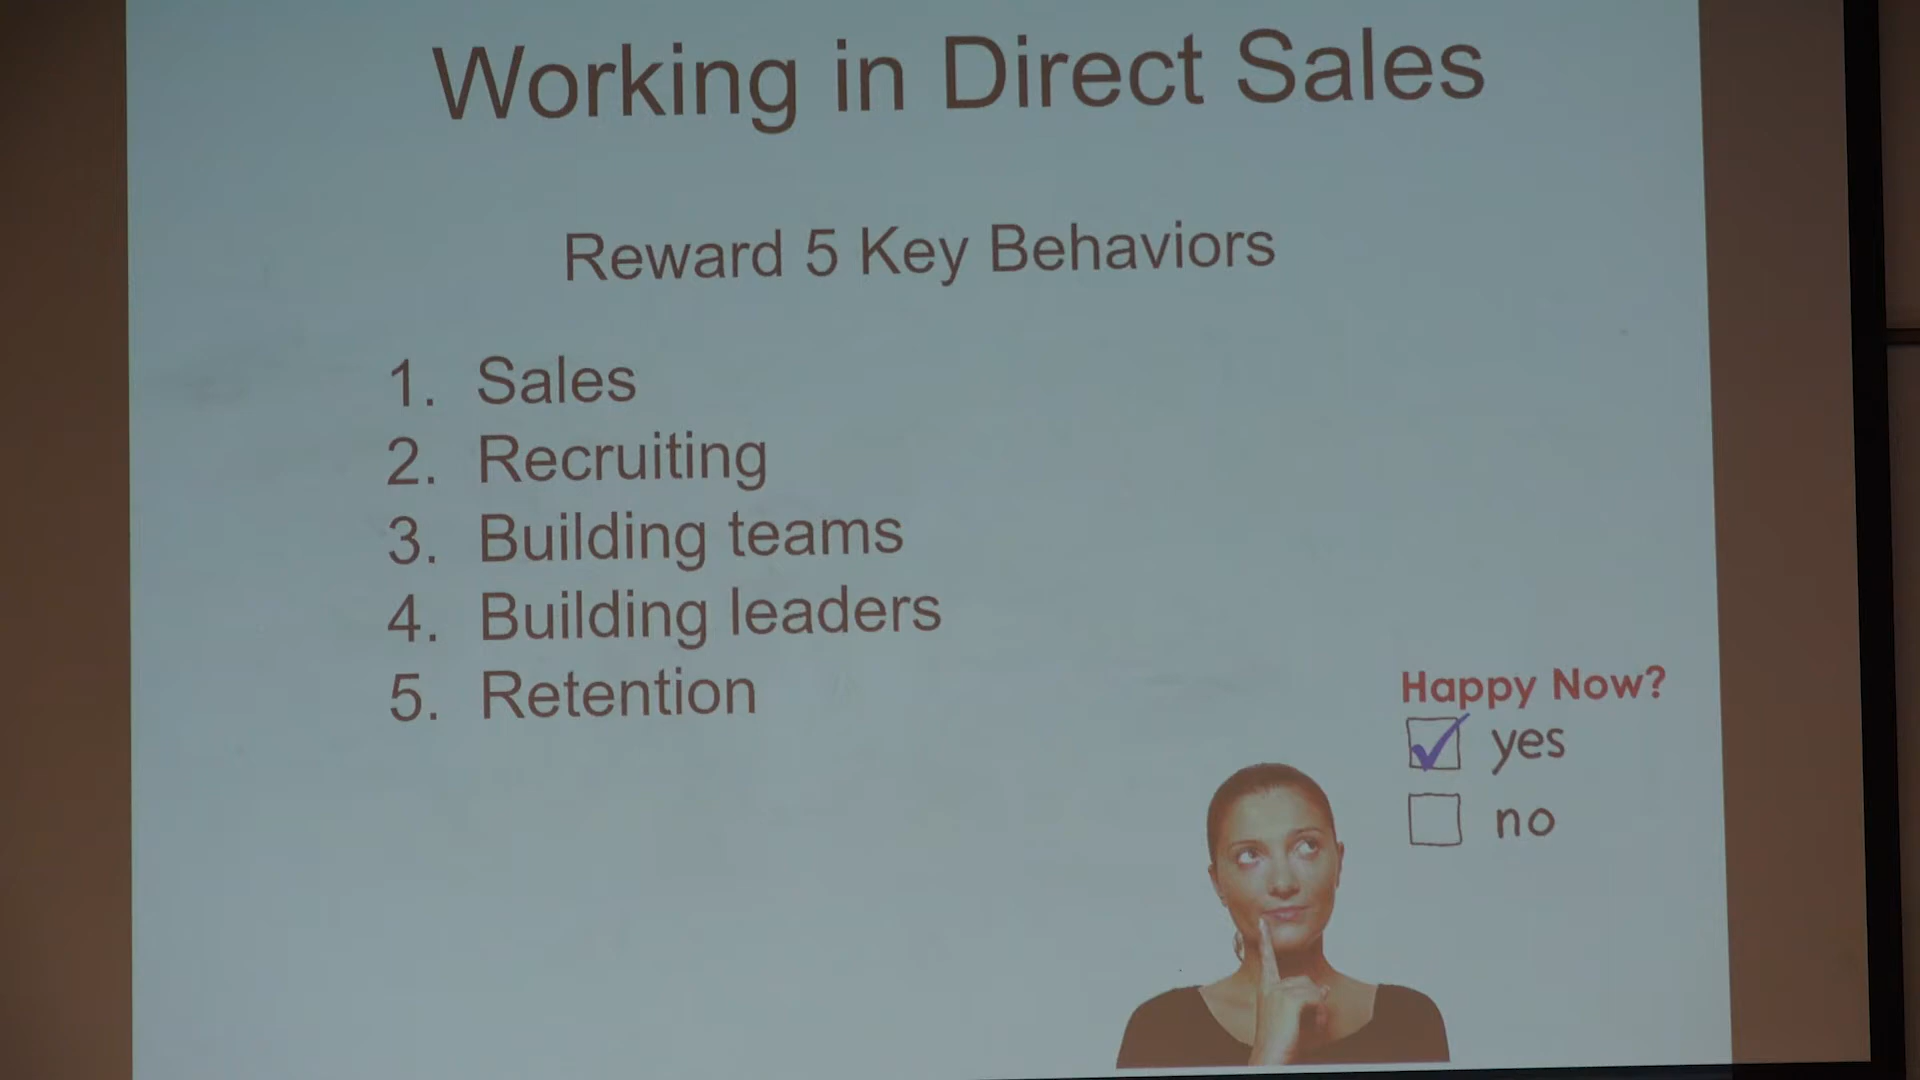 Working in Direct Sales
Reward 5 Key Behaviors
1. Sales
2. Recruiting
3. Building teams
4. Building leaders
5. Retention
Happy Now?
yes
no